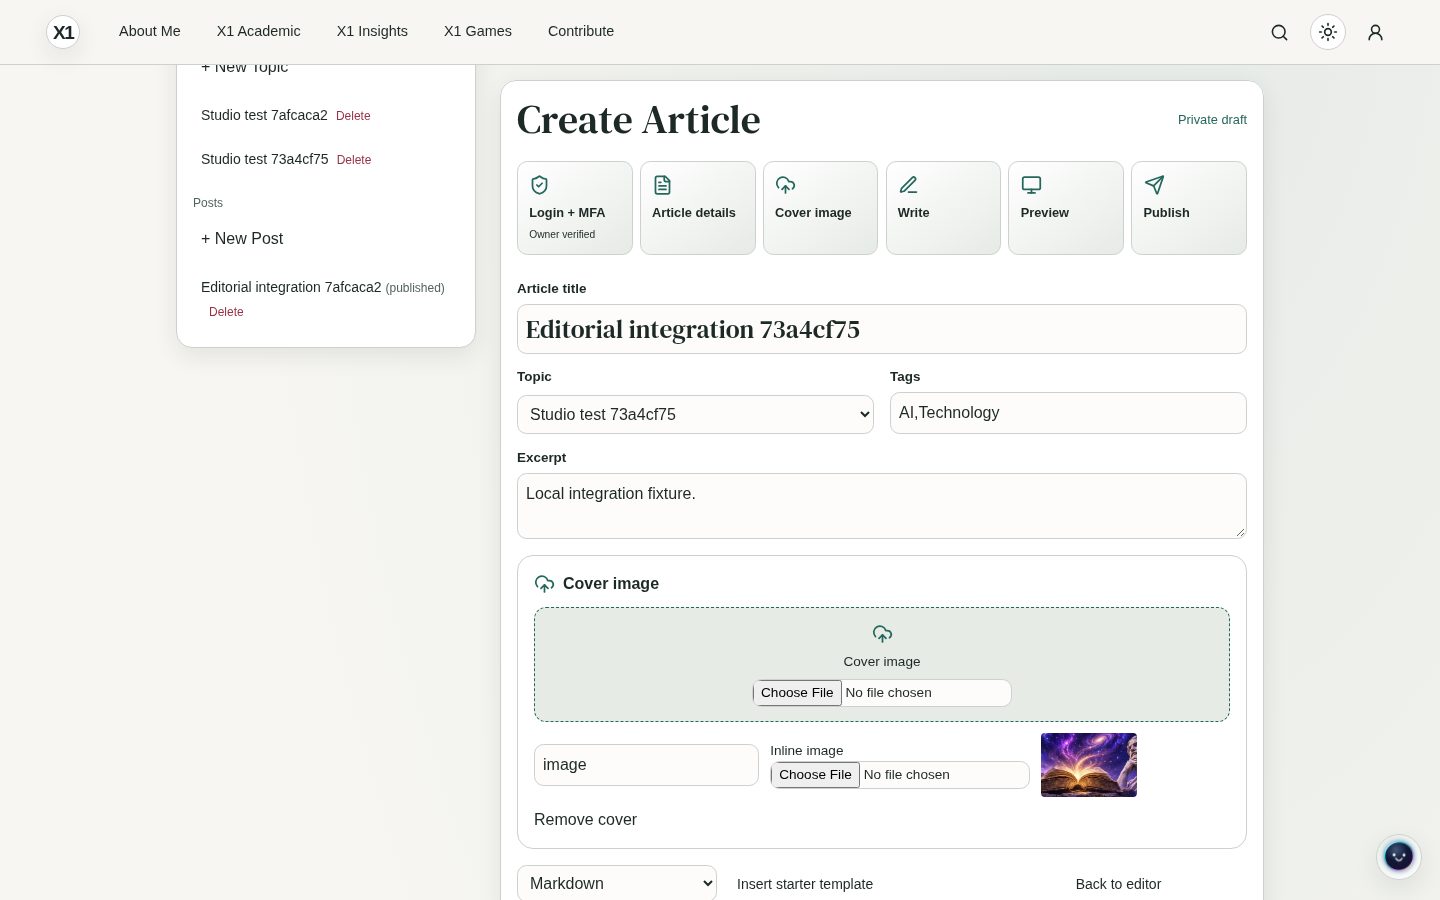 X1 About Me X1 Academic X1 Insights X1 Games Contribute
+ New Topic
Studio test 7afcaca2 Delete
Studio test 73a4cf75 Delete
Posts
+ New Post
Editorial integration 7afcaca2 (published)
Delete
Create Article
Private draft
Login + MFA
Owner verified
Article details
Cover image
Write
Preview
Publish
Article title
Editorial integration 73a4cf75
Topic
Studio test 73a4cf75
Tags
AI,Technology
Excerpt
Local integration fixture.
Cover image
Cover image
Choose File No file chosen
image
Inline image
Choose File No file chosen
Remove cover
Markdown
Insert starter template
Back to editor